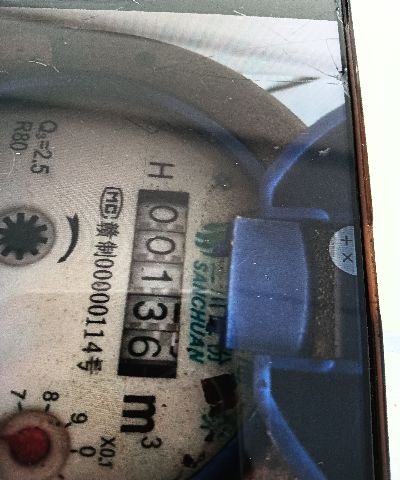 Q₃=2.5
R80
H
MC 浙制00000114号
00136 m³
SANCHUAN
X0.1
7
8
9
0